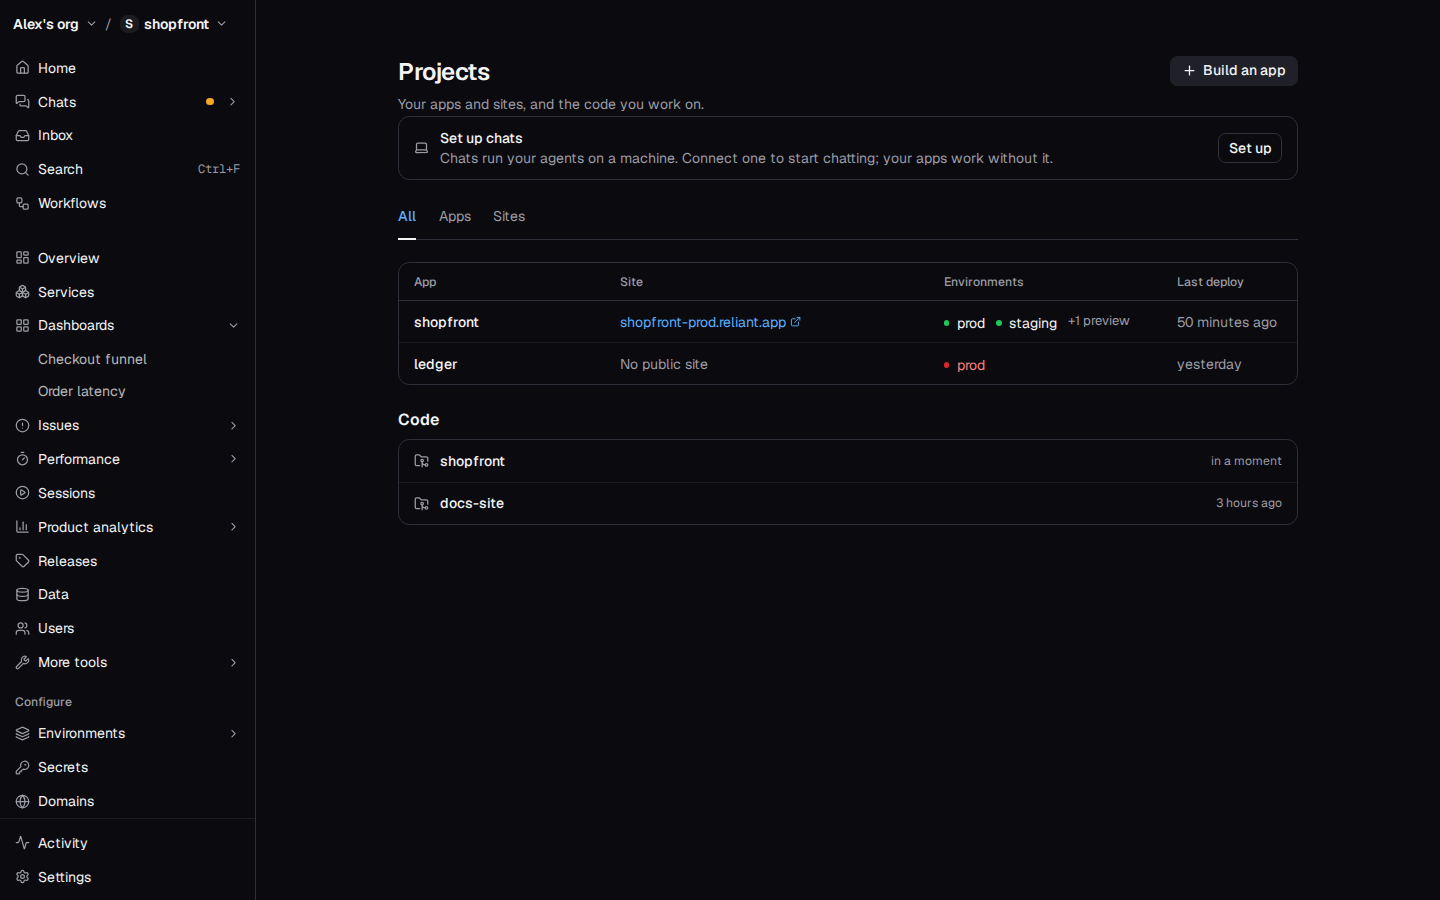 Alex's org / S shopfront
Home
Chats
Inbox
Search Ctrl+F
Workflows
Overview
Services
Dashboards
Checkout funnel
Order latency
Issues
Performance
Sessions
Product analytics
Releases
Data
Users
More tools
Configure
Environments
Secrets
Domains
Activity
Settings
Projects
Build an app
Your apps and sites, and the code you work on.
Set up chats
Chats run your agents on a machine. Connect one to start chatting; your apps work without it.
Set up
All Apps Sites
App Site Environments Last deploy
shopfront shopfront-prod.reliant.app prod staging +1 preview 50 minutes ago
ledger No public site prod yesterday
Code
shopfront in a moment
docs-site 3 hours ago